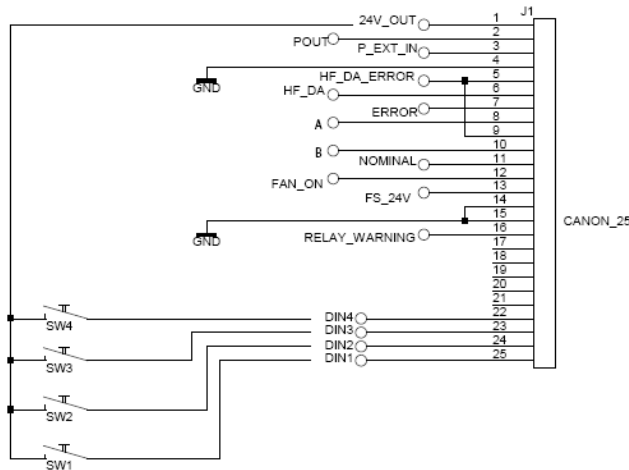 J1
24V_OUT 1
POUT 2
P_EXT_IN 3
4
GND
HF_DA_ERROR 5
HF_DA 6
ERROR 7
A 8
9
B 10
NOMINAL 11
FAN_ON 12
FS_24V 13
14
15
CANON_25
GND
RELAY_WARNING 16
17
18
19
20
21
SW4 DIN4 22
DIN3 23
SW3 DIN2 24
DIN1 25
SW2
SW1